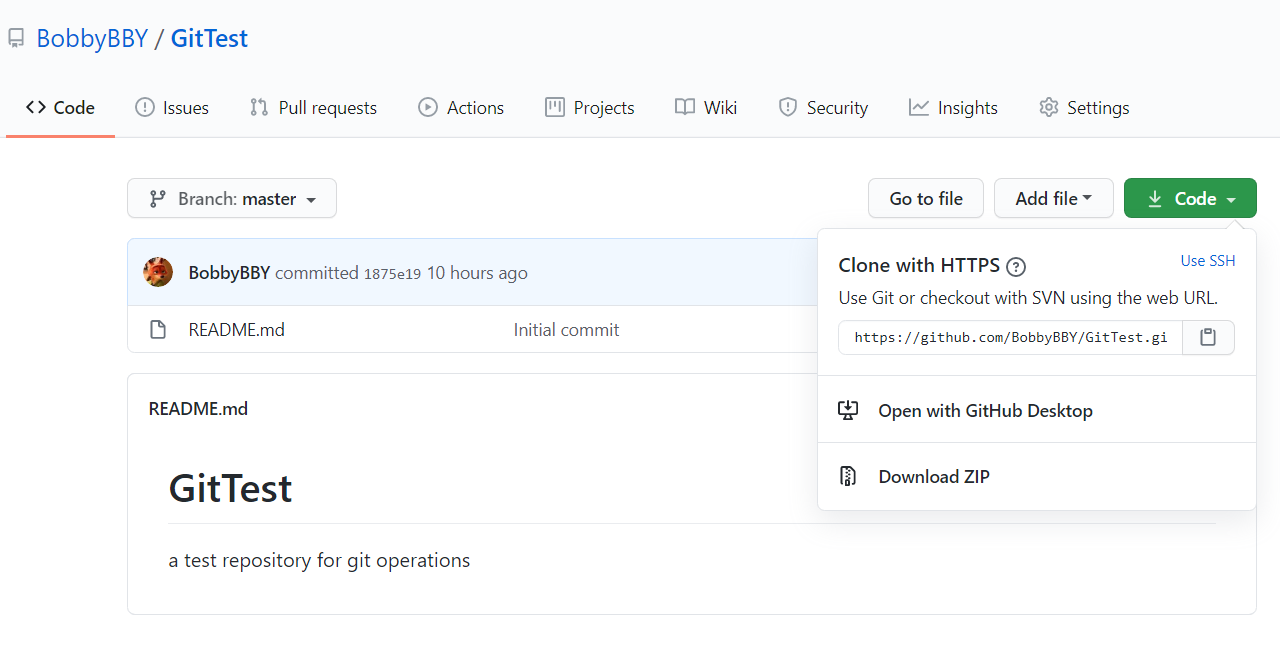 BobbyBBY / GitTest
Code Issues Pull requests Actions Projects Wiki Security Insights Settings
Branch: master Go to file Add file Code
BobbyBBY committed 1875e19 10 hours ago
README.md Initial commit
Clone with HTTPS ? Use SSH
Use Git or checkout with SVN using the web URL.
https://github.com/BobbyBBY/GitTest.gi
Open with GitHub Desktop
Download ZIP
README.md
GitTest
a test repository for git operations